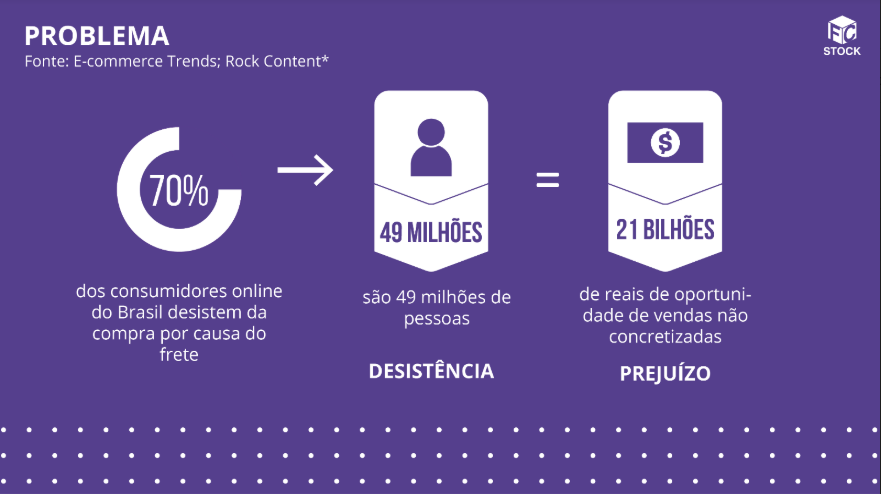 PROBLEMA
Fonte: E-commerce Trends; Rock Content*
STOCK
70%
dos consumidores online
do Brasil desistem da
compra por causa do
frete
49 MILHÕES
são 49 milhões de
pessoas
DESISTÊNCIA
=
$
21 BILHÕES
de reais de oportuni-
dade de vendas não
concretizadas
PREJUÍZO